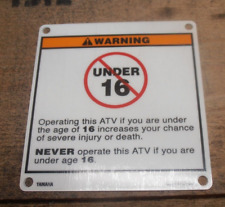 WARNING
UNDER
16
Operating this ATV if you are under
the age of 16 increases your chance
of severe injury or death.
NEVER operate this ATV if you are
under age 16.
YAMAHA